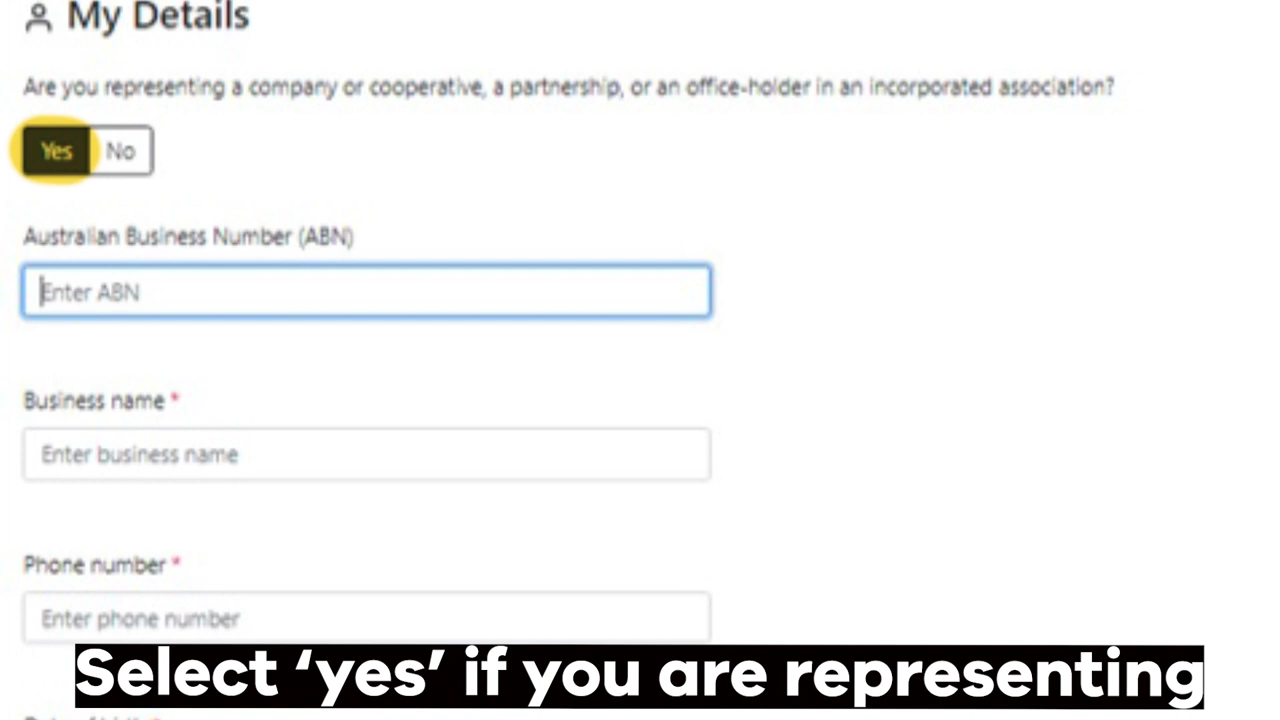 My Details
Are you representing a company or cooperative, a partnership, or an office-holder in an incorporated association?
Yes No
Australian Business Number (ABN)
Enter ABN
Business name *
Enter business name
Phone number *
Enter phone number
Select ‘yes’ if you are representing